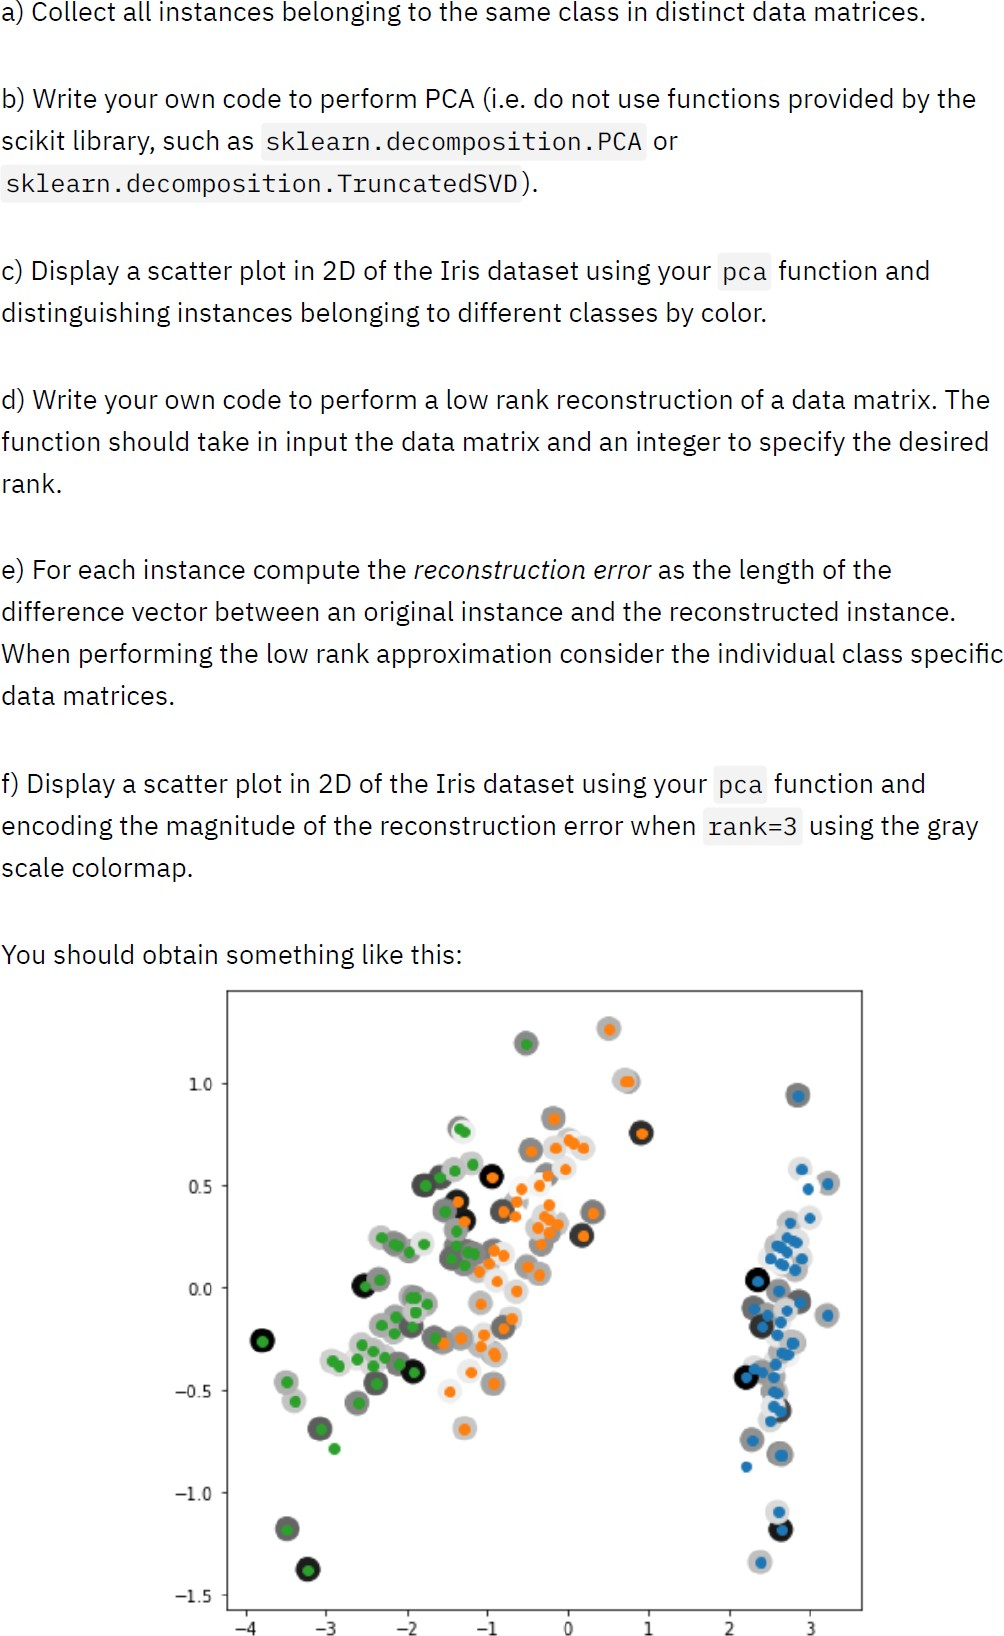 a) Collect all instances belonging to the same class in distinct data matrices.
b) Write your own code to perform PCA (i.e. do not use functions provided by the
scikit library, such as sklearn.decomposition.PCA or
sklearn.decomposition.TruncatedSVD).
c) Display a scatter plot in 2D of the Iris dataset using your pca function and
distinguishing instances belonging to different classes by color.
d) Write your own code to perform a low rank reconstruction of a data matrix. The
function should take in input the data matrix and an integer to specify the desired
rank.
e) For each instance compute the reconstruction error as the length of the
difference vector between an original instance and the reconstructed instance.
When performing the low rank approximation consider the individual class specific
data matrices.
f) Display a scatter plot in 2D of the Iris dataset using your pca function and
encoding the magnitude of the reconstruction error when rank=3 using the gray
scale colormap.
You should obtain something like this:
1.0
0.5
0.0
−0.5
−1.0
−1.5
−4 −3 −2 −1 0 1 2 3